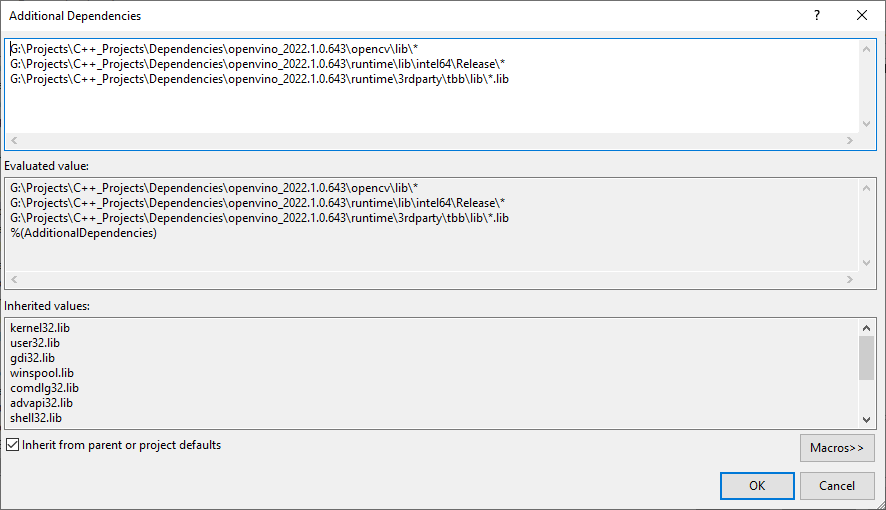 Additional Dependencies
?
G:\Projects\C++_Projects\Dependencies\openvino_2022.1.0.643\opencv\lib\*
G:\Projects\C++_Projects\Dependencies\openvino_2022.1.0.643\runtime\lib\intel64\Release\*
G:\Projects\C++_Projects\Dependencies\openvino_2022.1.0.643\runtime\3rdparty\tbb\lib\*.lib
Evaluated value:
G:\Projects\C++_Projects\Dependencies\openvino_2022.1.0.643\opencv\lib\*
G:\Projects\C++_Projects\Dependencies\openvino_2022.1.0.643\runtime\lib\intel64\Release\*
G:\Projects\C++_Projects\Dependencies\openvino_2022.1.0.643\runtime\3rdparty\tbb\lib\*.lib
%(AdditionalDependencies)
Inherited values:
kernel32.lib
user32.lib
gdi32.lib
winspool.lib
comdlg32.lib
advapi32.lib
shell32.lib
Inherit from parent or project defaults
Macros>>
OK
Cancel